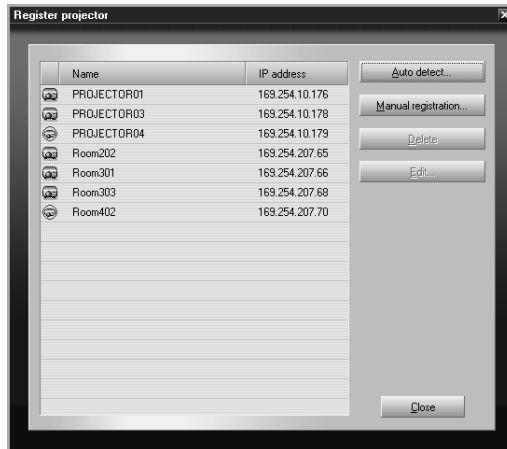 Register projector
Name IP address
PROJECTOR01 169.254.10.176
PROJECTOR03 169.254.10.178
PROJECTOR04 169.254.10.179
Room202 169.254.207.65
Room301 169.254.207.66
Room303 169.254.207.68
Room402 169.254.207.70
Auto detect...
Manual registration...
Delete
Edit...
Close